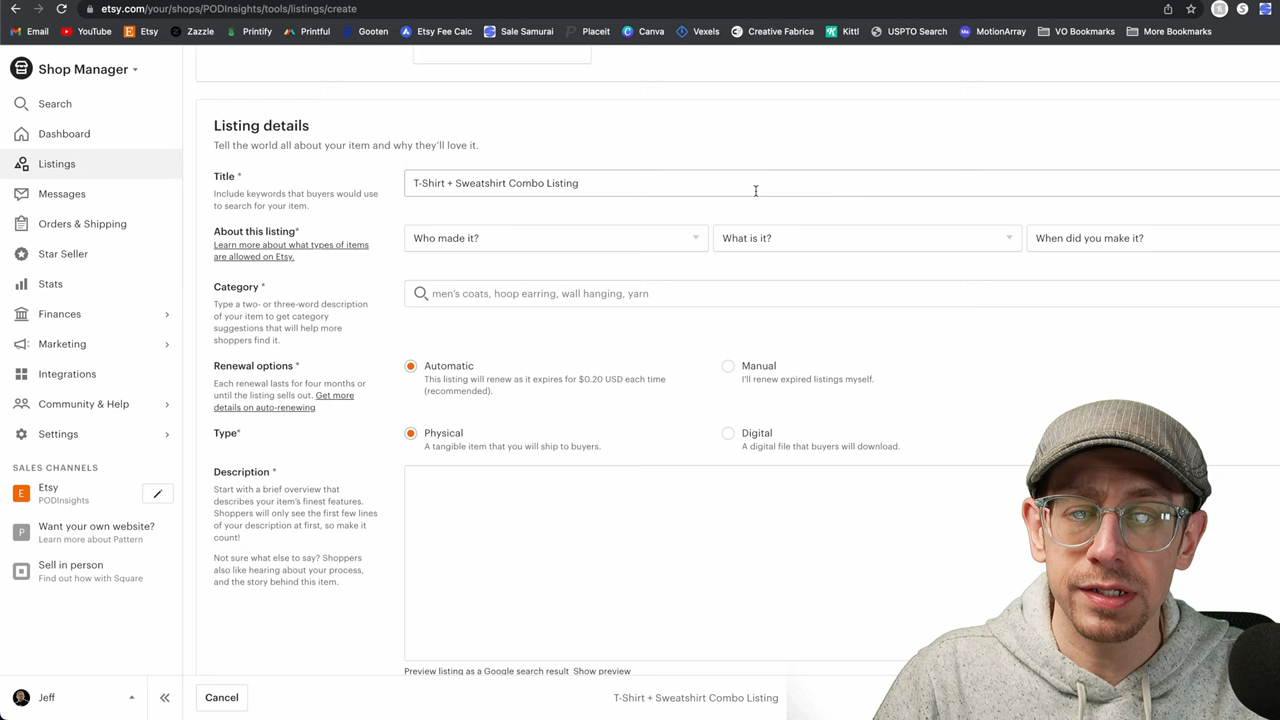 etsy.com/your/shops/PODInsights/tools/listings/create
Email YouTube Etsy Zazzle Printify Printful Gooten Etsy Fee Calc Sale Samurai Placeit Canva Vexels Creative Fabrica Kittl USPTO Search MotionArray VO Bookmarks More Bookmarks
Shop Manager
Search
Dashboard
Listings
Messages
Orders & Shipping
Star Seller
Stats
Finances
Marketing
Integrations
Community & Help
Settings
SALES CHANNELS
E
Etsy
PODInsights
P
Want your own website?
Learn more about Pattern
Sell in person
Find out how with Square
Jeff
Listing details
Tell the world all about your item and why they'll love it.
Title *
Include keywords that buyers would use
to search for your item.
T-Shirt + Sweatshirt Combo Listing
About this listing*
Learn more about what types of items
are allowed on Etsy.
Who made it? What is it? When did you make it?
Category *
Type a two- or three-word description
of your item to get category
suggestions that will help more
shoppers find it.
men's coats, hoop earring, wall hanging, yarn
Renewal options *
Each renewal lasts for four months or
until the listing sells out. Get more
details on auto-renewing
Automatic
This listing will renew as it expires for $0.20 USD each time
(recommended).
Manual
I'll renew expired listings myself.
Type*
Physical
A tangible item that you will ship to buyers.
Digital
A digital file that buyers will download.
Description *
Start with a brief overview that
describes your item's finest features.
Shoppers will only see the first few lines
of your description at first, so make it
count!
Not sure what else to say? Shoppers
also like hearing about your process,
and the story behind this item.
Preview listing as a Google search result Show preview
Cancel
T-Shirt + Sweatshirt Combo Listing